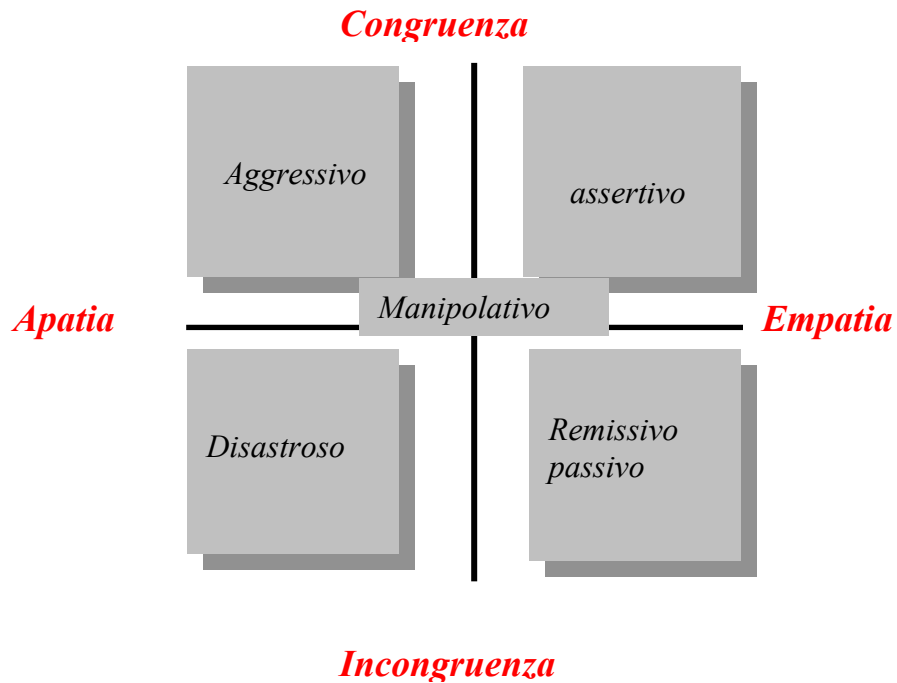 Congruenza
Aggressivo
assertivo
Manipolativo
Apatia
Empatia
Disastroso
Remissivo
passivo
Incongruenza